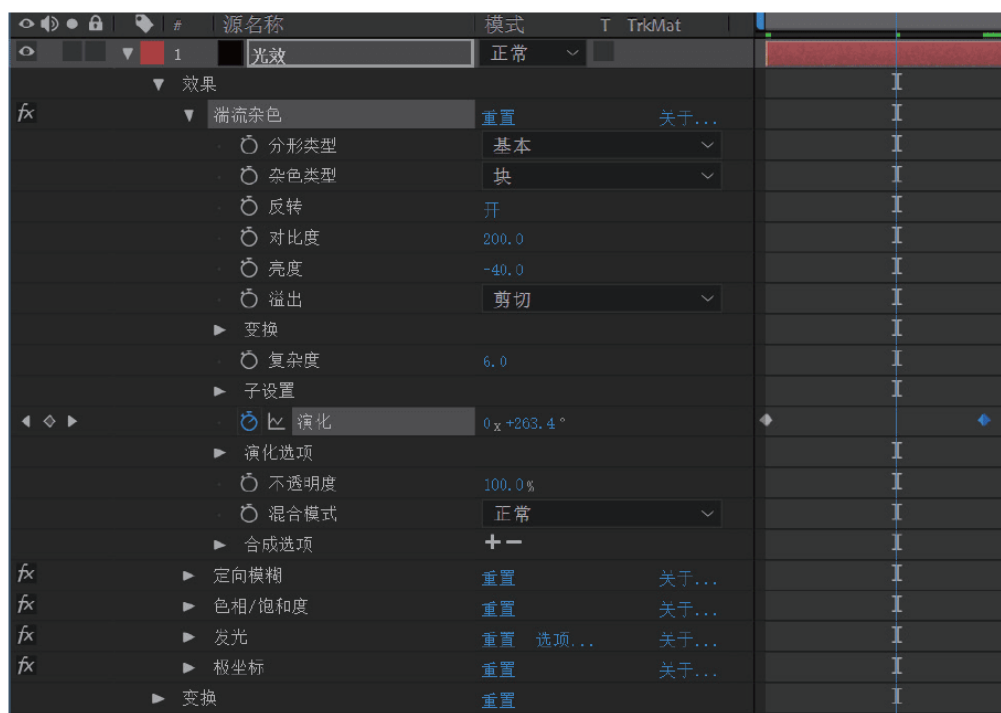 # 源名称 模式 T TrkMat
1 光效 正常
效果
fx 湍流杂色 重置 关于...
分形类型 基本
杂色类型 块
反转 开
对比度 200.0
亮度 -40.0
溢出 剪切
变换
复杂度 6.0
子设置
演化 0x+263.4°
演化选项
不透明度 100.0%
混合模式 正常
合成选项 +-
fx 定向模糊 重置 关于...
fx 色相/饱和度 重置 关于...
fx 发光 重置 选项... 关于...
fx 极坐标 重置 关于...
变换 重置